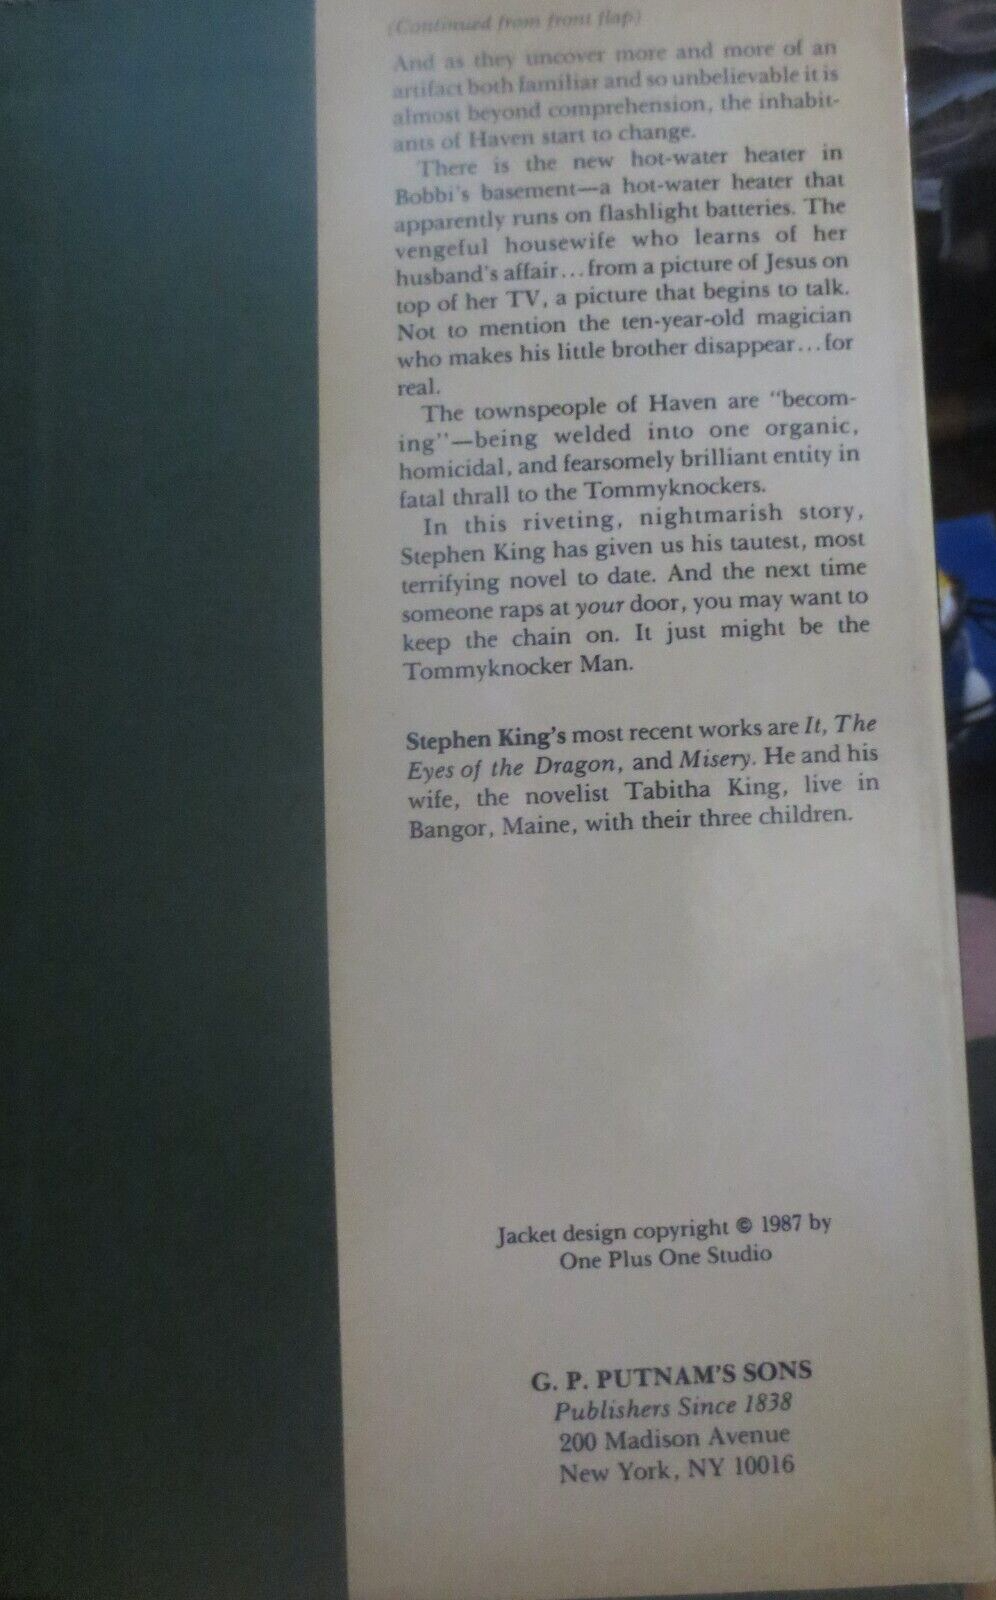 (Continued from front flap)
And as they uncover more and more of an
artifact both familiar and so unbelievable it is
almost beyond comprehension, the inhabit-
ants of Haven start to change.
There is the new hot-water heater in
Bobbi's basement—a hot-water heater that
apparently runs on flashlight batteries. The
vengeful housewife who learns of her
husband's affair...from a picture of Jesus on
top of her TV, a picture that begins to talk.
Not to mention the ten-year-old magician
who makes his little brother disappear...for
real.
The townspeople of Haven are "becom-
ing"—being welded into one organic,
homicidal, and fearsomely brilliant entity in
fatal thrall to the Tommyknockers.
In this riveting, nightmarish story,
Stephen King has given us his tautest, most
terrifying novel to date. And the next time
someone raps at your door, you may want to
keep the chain on. It just might be the
Tommyknocker Man.
Stephen King's most recent works are It, The
Eyes of the Dragon, and Misery. He and his
wife, the novelist Tabitha King, live in
Bangor, Maine, with their three children.
Jacket design copyright © 1987 by
One Plus One Studio
G. P. PUTNAM'S SONS
Publishers Since 1838
200 Madison Avenue
New York, NY 10016